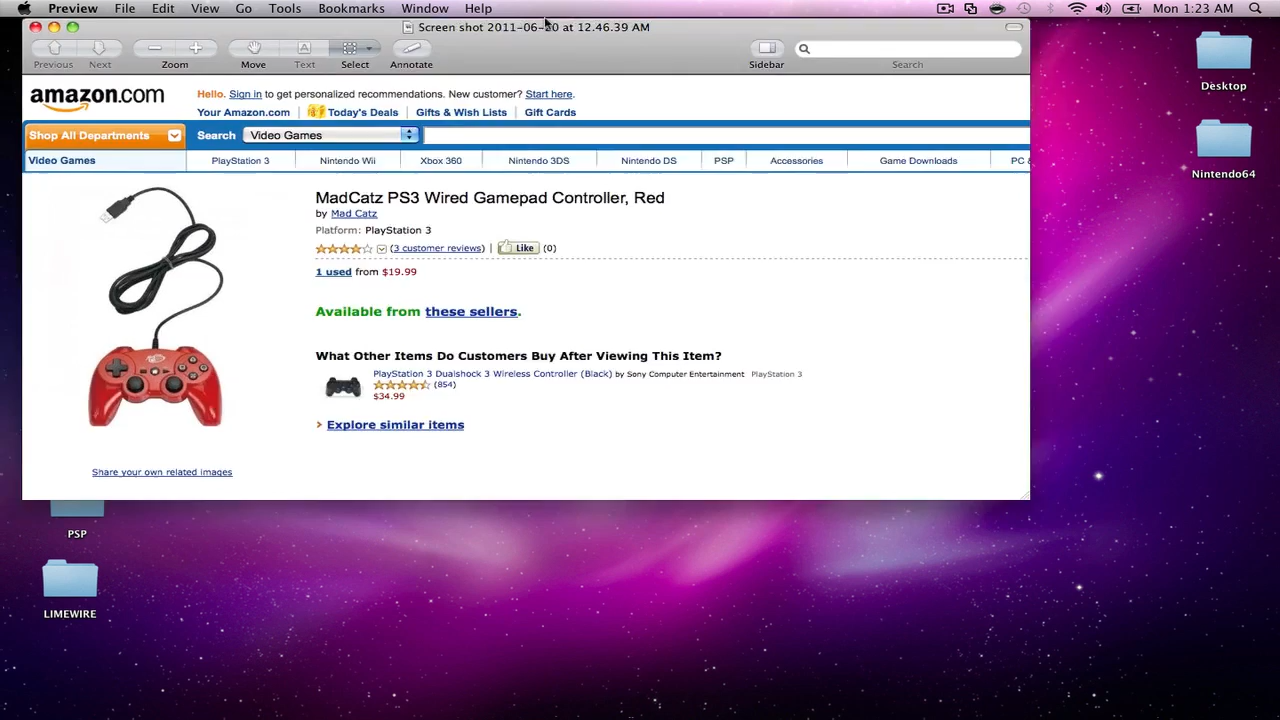 Preview File Edit View Go Tools Bookmarks Window Help Mon 1:23 AM
Screen shot 2011-06-20 at 12.46.39 AM
Previous Next Zoom Move Text Select Annotate Sidebar Search
amazon.com
Hello. Sign in to get personalized recommendations. New customer? Start here.
Your Amazon.com Today's Deals Gifts & Wish Lists Gift Cards
Shop All Departments Search Video Games
Video Games PlayStation 3 Nintendo Wii Xbox 360 Nintendo 3DS Nintendo DS PSP Accessories Game Downloads PC &
MadCatz PS3 Wired Gamepad Controller, Red
by Mad Catz
Platform: PlayStation 3
(3 customer reviews) | Like (0)
1 used from $19.99
Available from these sellers.
What Other Items Do Customers Buy After Viewing This Item?
PlayStation 3 Dualshock 3 Wireless Controller (Black) by Sony Computer Entertainment PlayStation 3
(854)
$34.99
Explore similar items
Share your own related images
Desktop
Nintendo64
PSP
LIMEWIRE